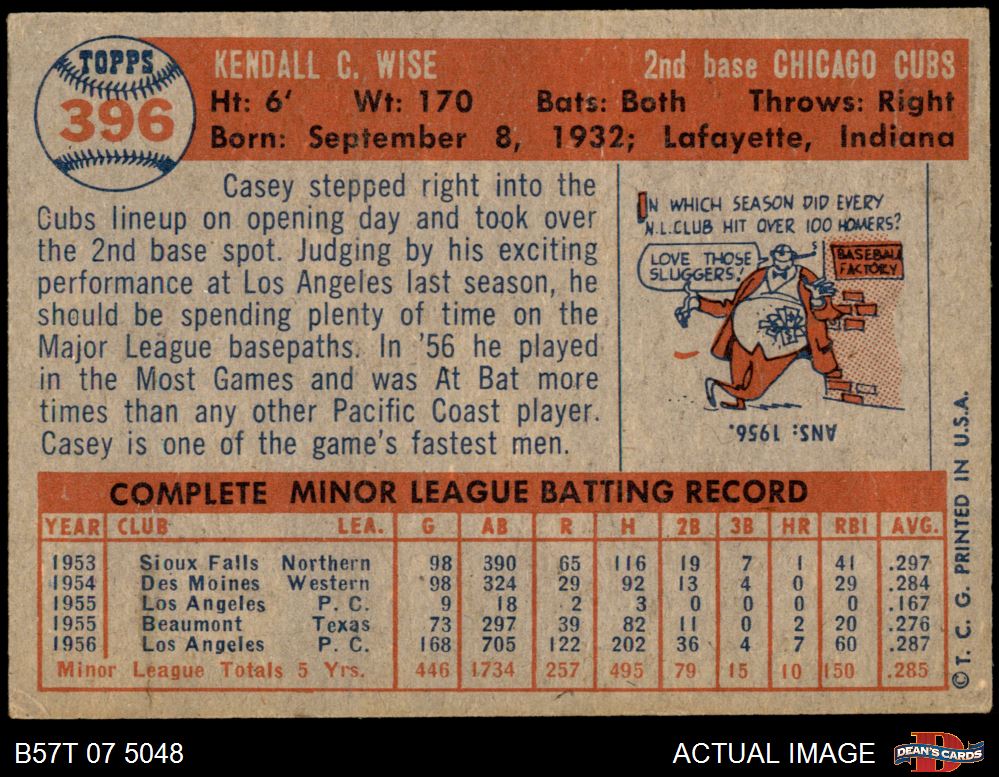 TOPPS
396
KENDALL C. WISE 2nd base CHICAGO CUBS
Ht: 6' Wt: 170 Bats: Both Throws: Right
Born: September 8, 1932; Lafayette, Indiana
Casey stepped right into the
Cubs lineup on opening day and took over
the 2nd base spot. Judging by his exciting
performance at Los Angeles last season, he
should be spending plenty of time on the
Major League basepaths. In '56 he played
in the Most Games and was At Bat more
times than any other Pacific Coast player.
Casey is one of the game's fastest men.
IN WHICH SEASON DID EVERY
N.L.CLUB HIT OVER 100 HOMERS?
LOVE THOSE
SLUGGERS!
BASEBALL
FACTORY
ANS: 1956.
COMPLETE MINOR LEAGUE BATTING RECORD
YEAR CLUB LEA. G AB R H 2B 3B HR RBI AVG.
1953 Sioux Falls Northern 98 390 65 116 19 7 1 41 .297
1954 Des Moines Western 98 324 29 92 13 4 0 29 .284
1955 Los Angeles P. C. 9 18 2 3 0 0 0 0 .167
1955 Beaumont Texas 73 297 39 82 11 0 2 20 .276
1956 Los Angeles P. C. 168 705 122 202 36 4 7 60 .287
Minor League Totals 5 Yrs. 446 1734 257 495 79 15 10 150 .285
©T. C. G. PRINTED IN U.S.A.
B57T 07 5048 ACTUAL IMAGE
D
DEAN'S CARDS